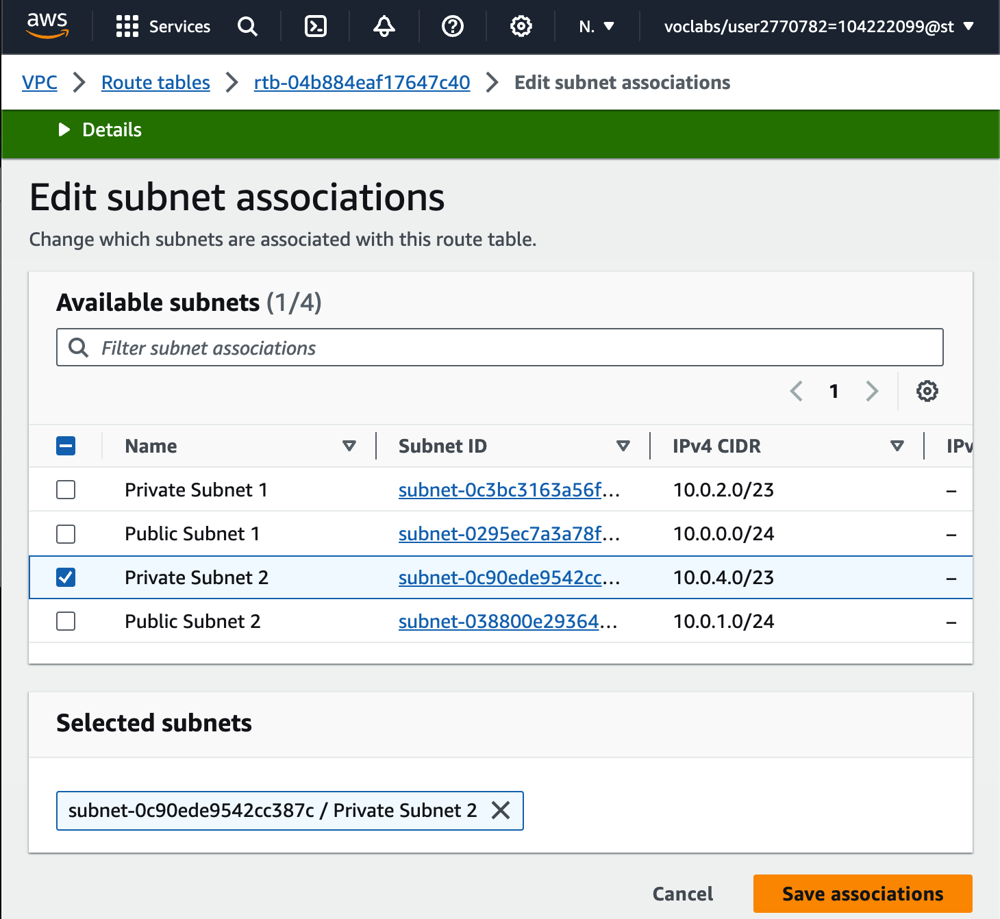 aws Services N. voclabs/user2770782=104222099@st
VPC Route tables rtb-04b884eaf17647c40 Edit subnet associations
Details
Edit subnet associations
Change which subnets are associated with this route table.
Available subnets (1/4)
Filter subnet associations
1
Name Subnet ID IPv4 CIDR IPv
Private Subnet 1 subnet-0c3bc3163a56f... 10.0.2.0/23 –
Public Subnet 1 subnet-0295ec7a3a78f... 10.0.0.0/24 –
Private Subnet 2 subnet-0c90ede9542cc... 10.0.4.0/23 –
Public Subnet 2 subnet-038800e29364... 10.0.1.0/24 –
Selected subnets
subnet-0c90ede9542cc387c / Private Subnet 2
Cancel Save associations